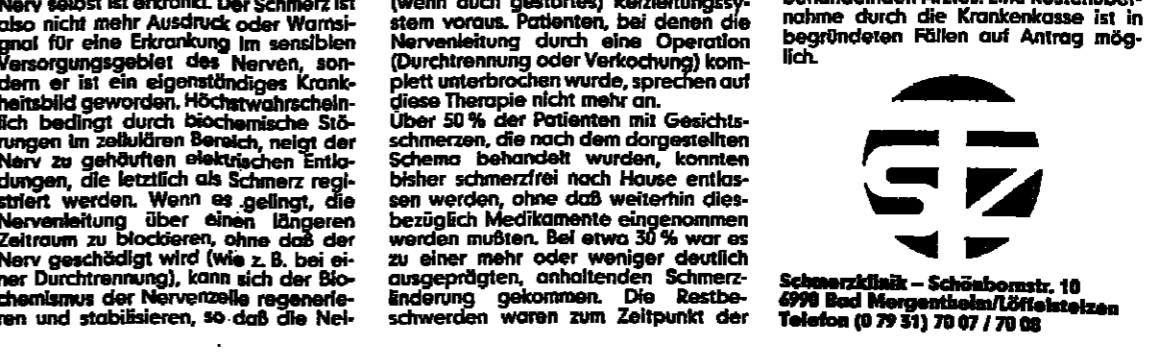 Nerv selbst ist erkrankt. Der Schmerz ist
also nicht mehr Ausdruck oder Warnsi-
gnal für eine Erkrankung im sensiblen
Versorgungsgebiet des Nerven, son-
dern er ist ein eigenständiges Krank-
heitsbild geworden. Höchstwahrschein-
lich bedingt durch biochemische Stö-
rungen im zellulären Bereich, neigt der
Nerv zu gehäuften elektrischen Entla-
dungen, die letztlich als Schmerz regi-
striert werden. Wenn es gelingt, die
Nervenleitung über einen längeren
Zeitraum zu blockieren, ohne daß der
Nerv geschädigt wird (wie z. B. bei ei-
ner Durchtrennung), kann sich der Bio-
chemismus der Nervenzelle regenerie-
ren und stabilisieren, so daß die Nei-
(wenn auch gestörtes) Reizleitungssy-
stem voraus. Patienten, bei denen die
Nervenleitung durch eine Operation
(Durchtrennung oder Verkochung) kom-
plett unterbrochen wurde, sprechen auf
diese Therapie nicht mehr an.
Über 50 % der Patienten mit Gesichts-
schmerzen, die nach dem dargestellten
Schema behandelt wurden, konnten
bisher schmerzfrei nach Hause entlas-
sen werden, ohne daß weiterhin dies-
bezüglich Medikamente eingenommen
werden mußten. Bei etwa 30 % war es
zu einer mehr oder weniger deutlich
ausgeprägten, anhaltenden Schmerz-
linderung gekommen. Die Restbe-
schwerden waren zum Zeitpunkt der
behandelnden Arztes. Eine Kostenüber-
nahme durch die Krankenkasse ist in
begründeten Fällen auf Antrag mög-
lich.
SZ
Schmerzklinik – Schönbornstr. 10
6990 Bad Mergentheim/Löffelstelzen
Telefon (0 79 31) 70 07 / 70 08